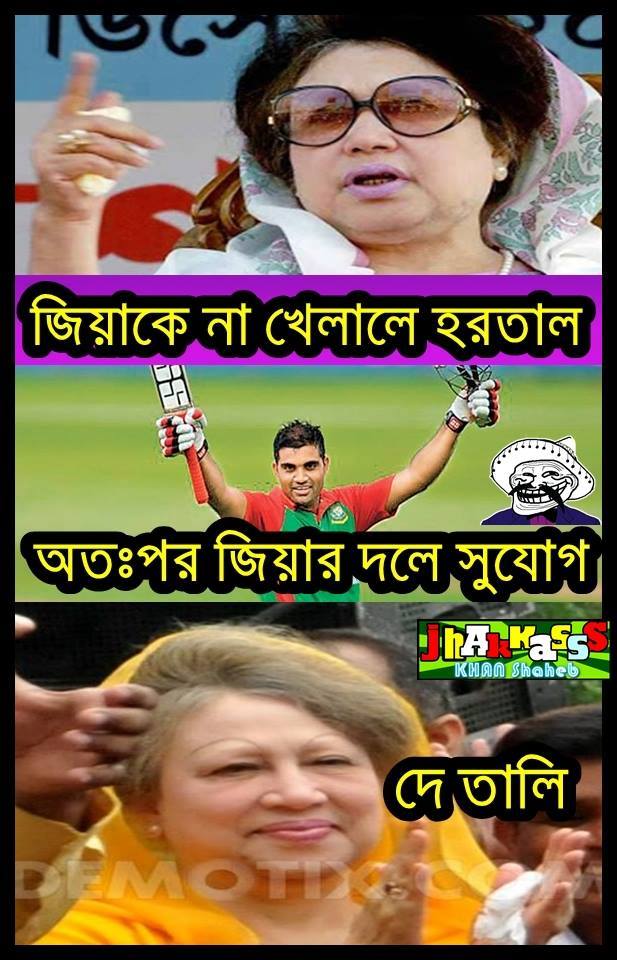 জিয়াকে না খেলালে হরতাল
অতঃপর জিয়ার দলে সুযোগ
Jhakkasss
KHAN Shaheb
দে তালি
DEMOTIX.COM